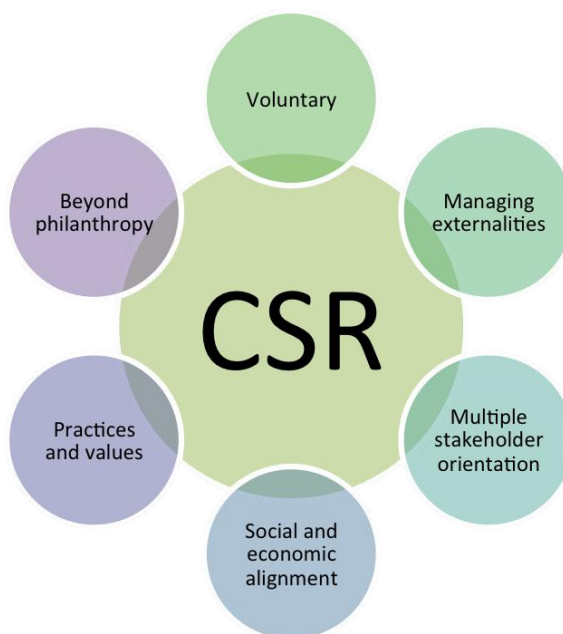 Voluntary
Managing
externalities
Multiple
stakeholder
orientation
Social and
economic
alignment
Practices
and values
Beyond
philanthropy
CSR